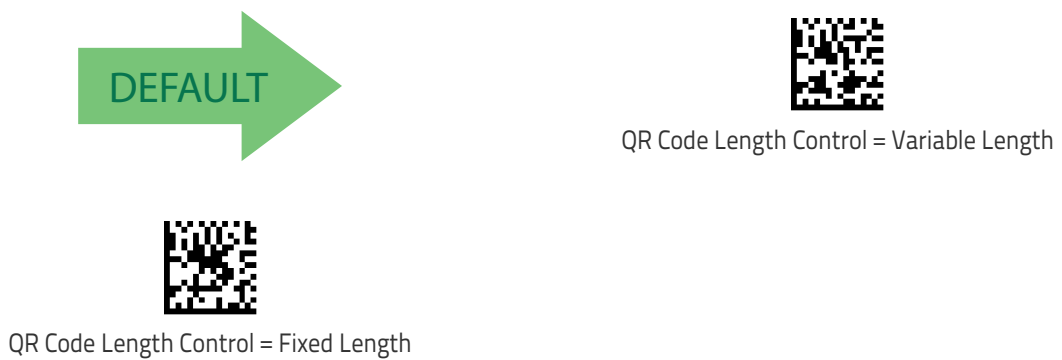 DEFAULT
QR Code Length Control = Variable Length
QR Code Length Control = Fixed Length